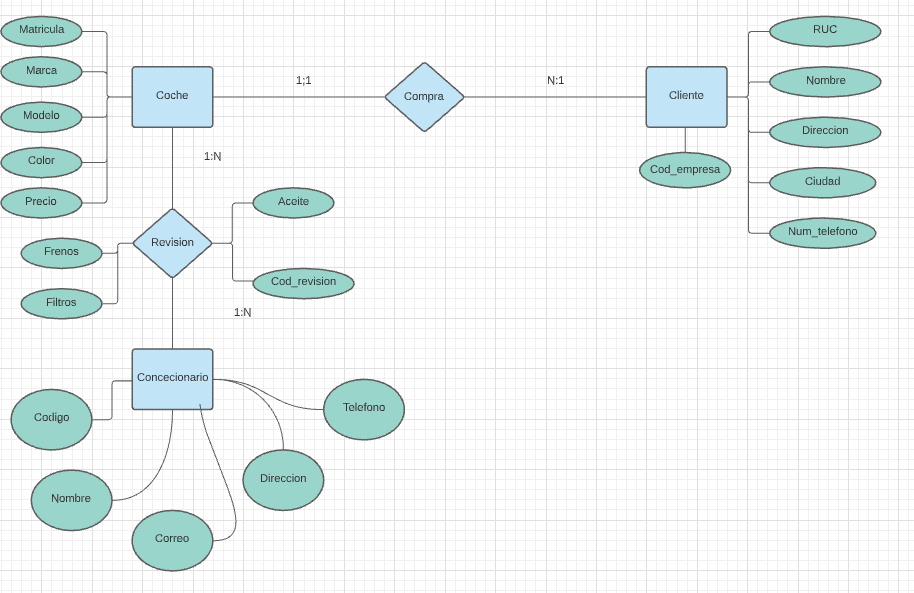 Matricula
Marca
Modelo
Color
Precio
Coche
1;1
Compra
N:1
Cliente
Cod_empresa
RUC
Nombre
Direccion
Ciudad
Num_telefono
1:N
Revision
Aceite
Cod_revision
Frenos
Filtros
1:N
Concecionario
Codigo
Nombre
Correo
Direccion
Telefono